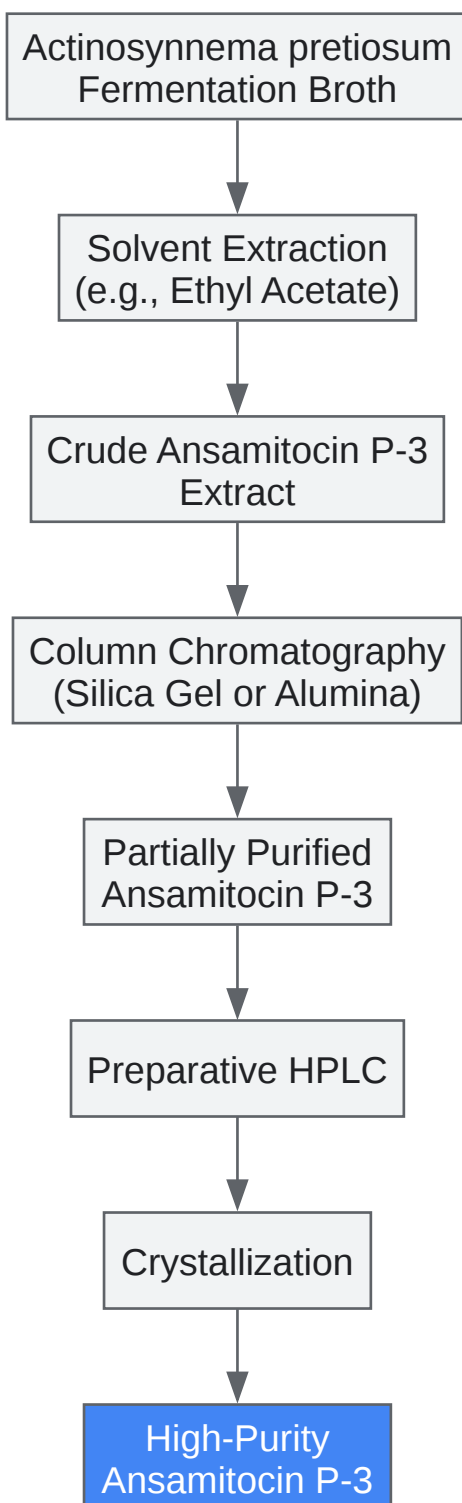 Actinosynnema pretiosum
Fermentation Broth
Solvent Extraction
(e.g., Ethyl Acetate)
Crude Ansamitocin P-3
Extract
Column Chromatography
(Silica Gel or Alumina)
Partially Purified
Ansamitocin P-3
Preparative HPLC
Crystallization
High-Purity
Ansamitocin P-3